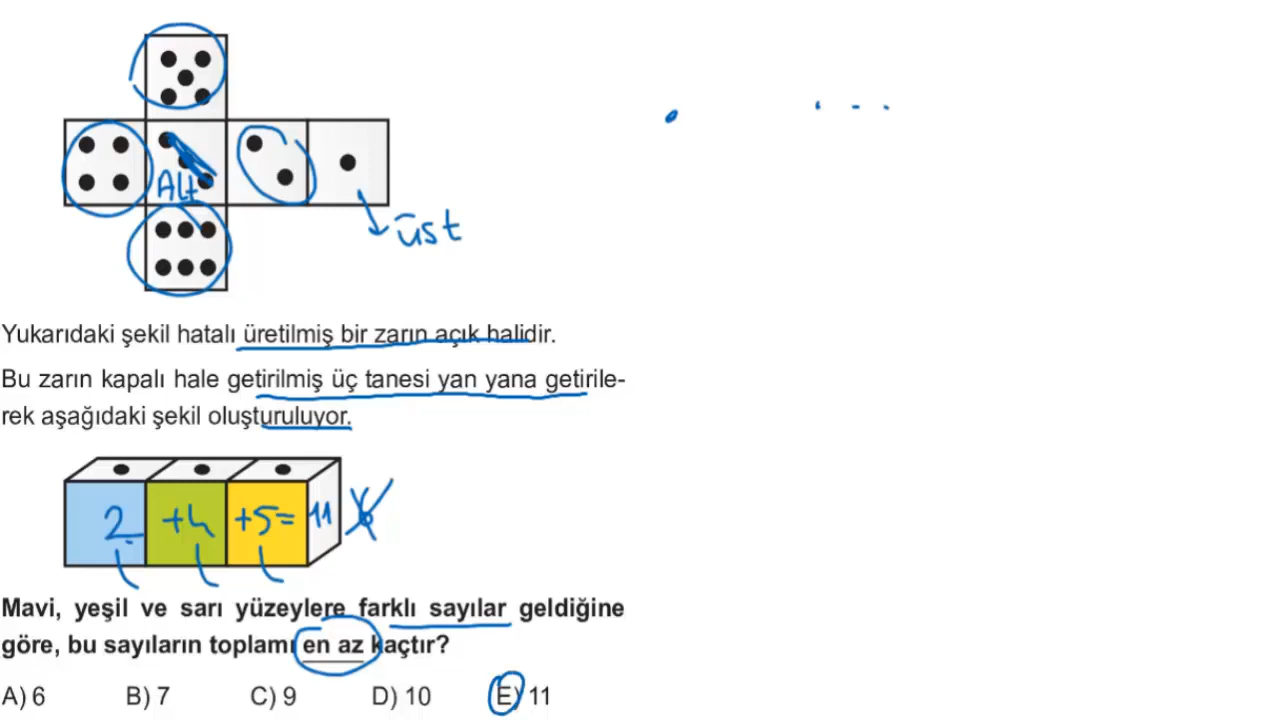 ALt
üst
Yukarıdaki şekil hatalı üretilmiş bir zarın açık halidir.
Bu zarın kapalı hale getirilmiş üç tanesi yan yana getirile-
rek aşağıdaki şekil oluşturuluyor.
2 +4 +5= 11
Mavi, yeşil ve sarı yüzeylere farklı sayılar geldiğine
göre, bu sayıların toplamı en az kaçtır?
A) 6 B) 7 C) 9 D) 10 E) 11